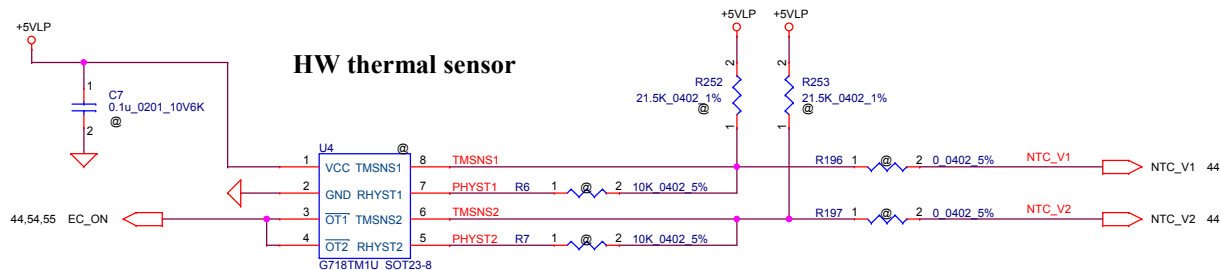 +5VLP
+5VLP
+5VLP
HW thermal sensor
1
C7
0.1u_0201_10V6K
@
2
2
R252
21.5K_0402_1%
@
1
2
R253
21.5K_0402_1%
@
1
U4
@
1 VCC TMSNS1 8 TMSNS1
R196 1 @ 2 0_0402_5% NTC_V1 NTC_V1 44
2 GND RHYST1 7 PHYST1 R6 1 @ 2 10K_0402_5%
44,54,55 EC_ON 3 OT1 TMSNS2 6 TMSNS2
R197 1 @ 2 0_0402_5% NTC_V2 NTC_V2 44
4 OT2 RHYST2 5 PHYST2 R7 1 @ 2 10K_0402_5%
G718TM1U_SOT23-8